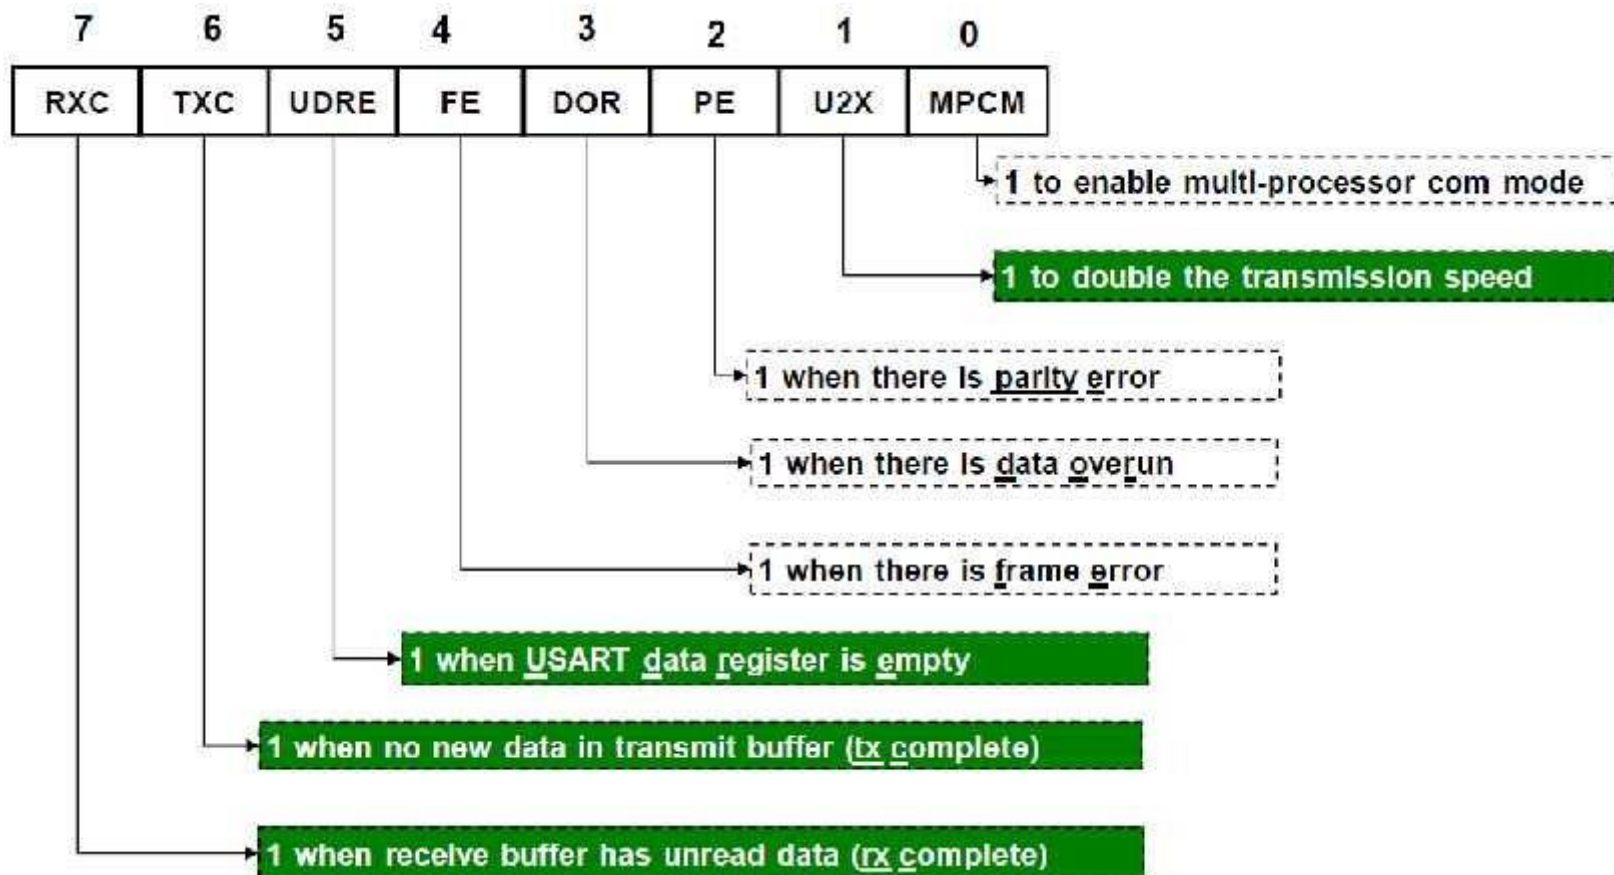 7 6 5 4 3 2 1 0
RXC TXC UDRE FE DOR PE U2X MPCM
1 to enable multi-processor com mode
1 to double the transmission speed
1 when there is parity error
1 when there is data overun
1 when there is frame error
1 when USART data register is empty
1 when no new data in transmit buffer (tx complete)
1 when receive buffer has unread data (rx complete)